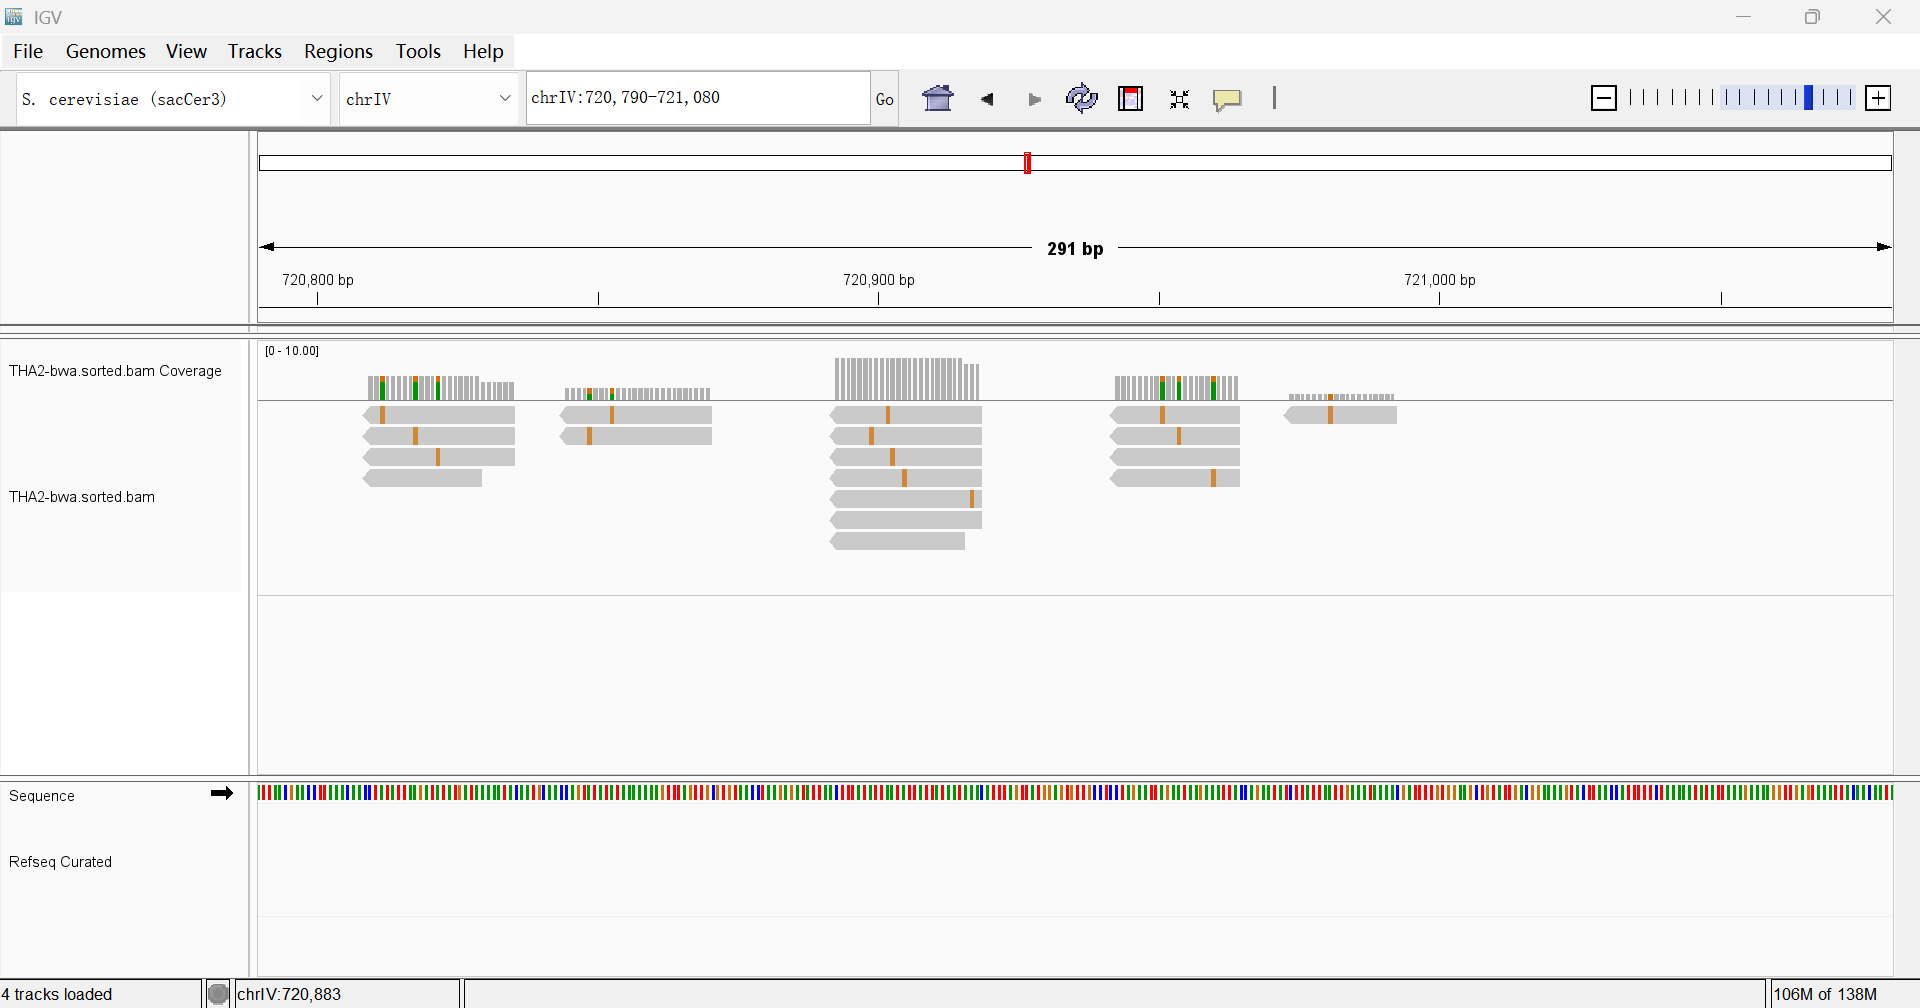 IGV
File Genomes View Tracks Regions Tools Help
S. cerevisiae (sacCer3) chrIV chrIV:720,790-721,080 Go
291 bp
720,800 bp 720,900 bp 721,000 bp
[0 - 10.00]
THA2-bwa.sorted.bam Coverage
THA2-bwa.sorted.bam
Sequence
Refseq Curated
4 tracks loaded chrIV:720,883 106M of 138M